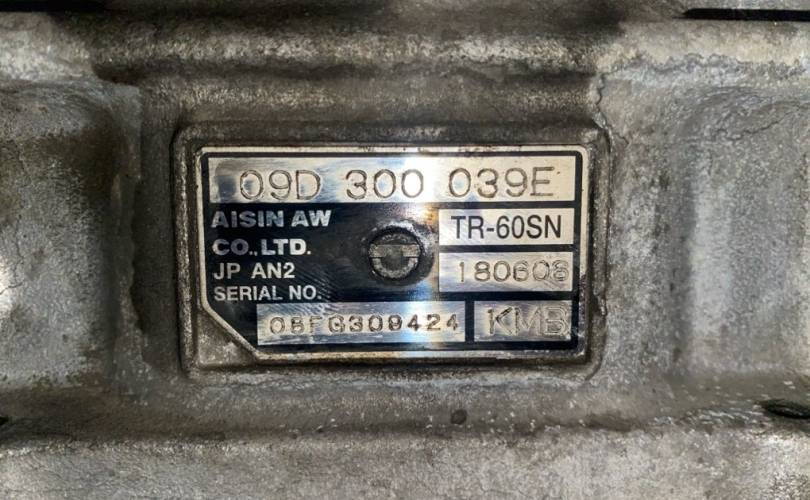 09D 300 039E
AISIN AW
CO.,LTD.
TR-60SN
JP AN2
180608
SERIAL NO.
08FG309424
KMB